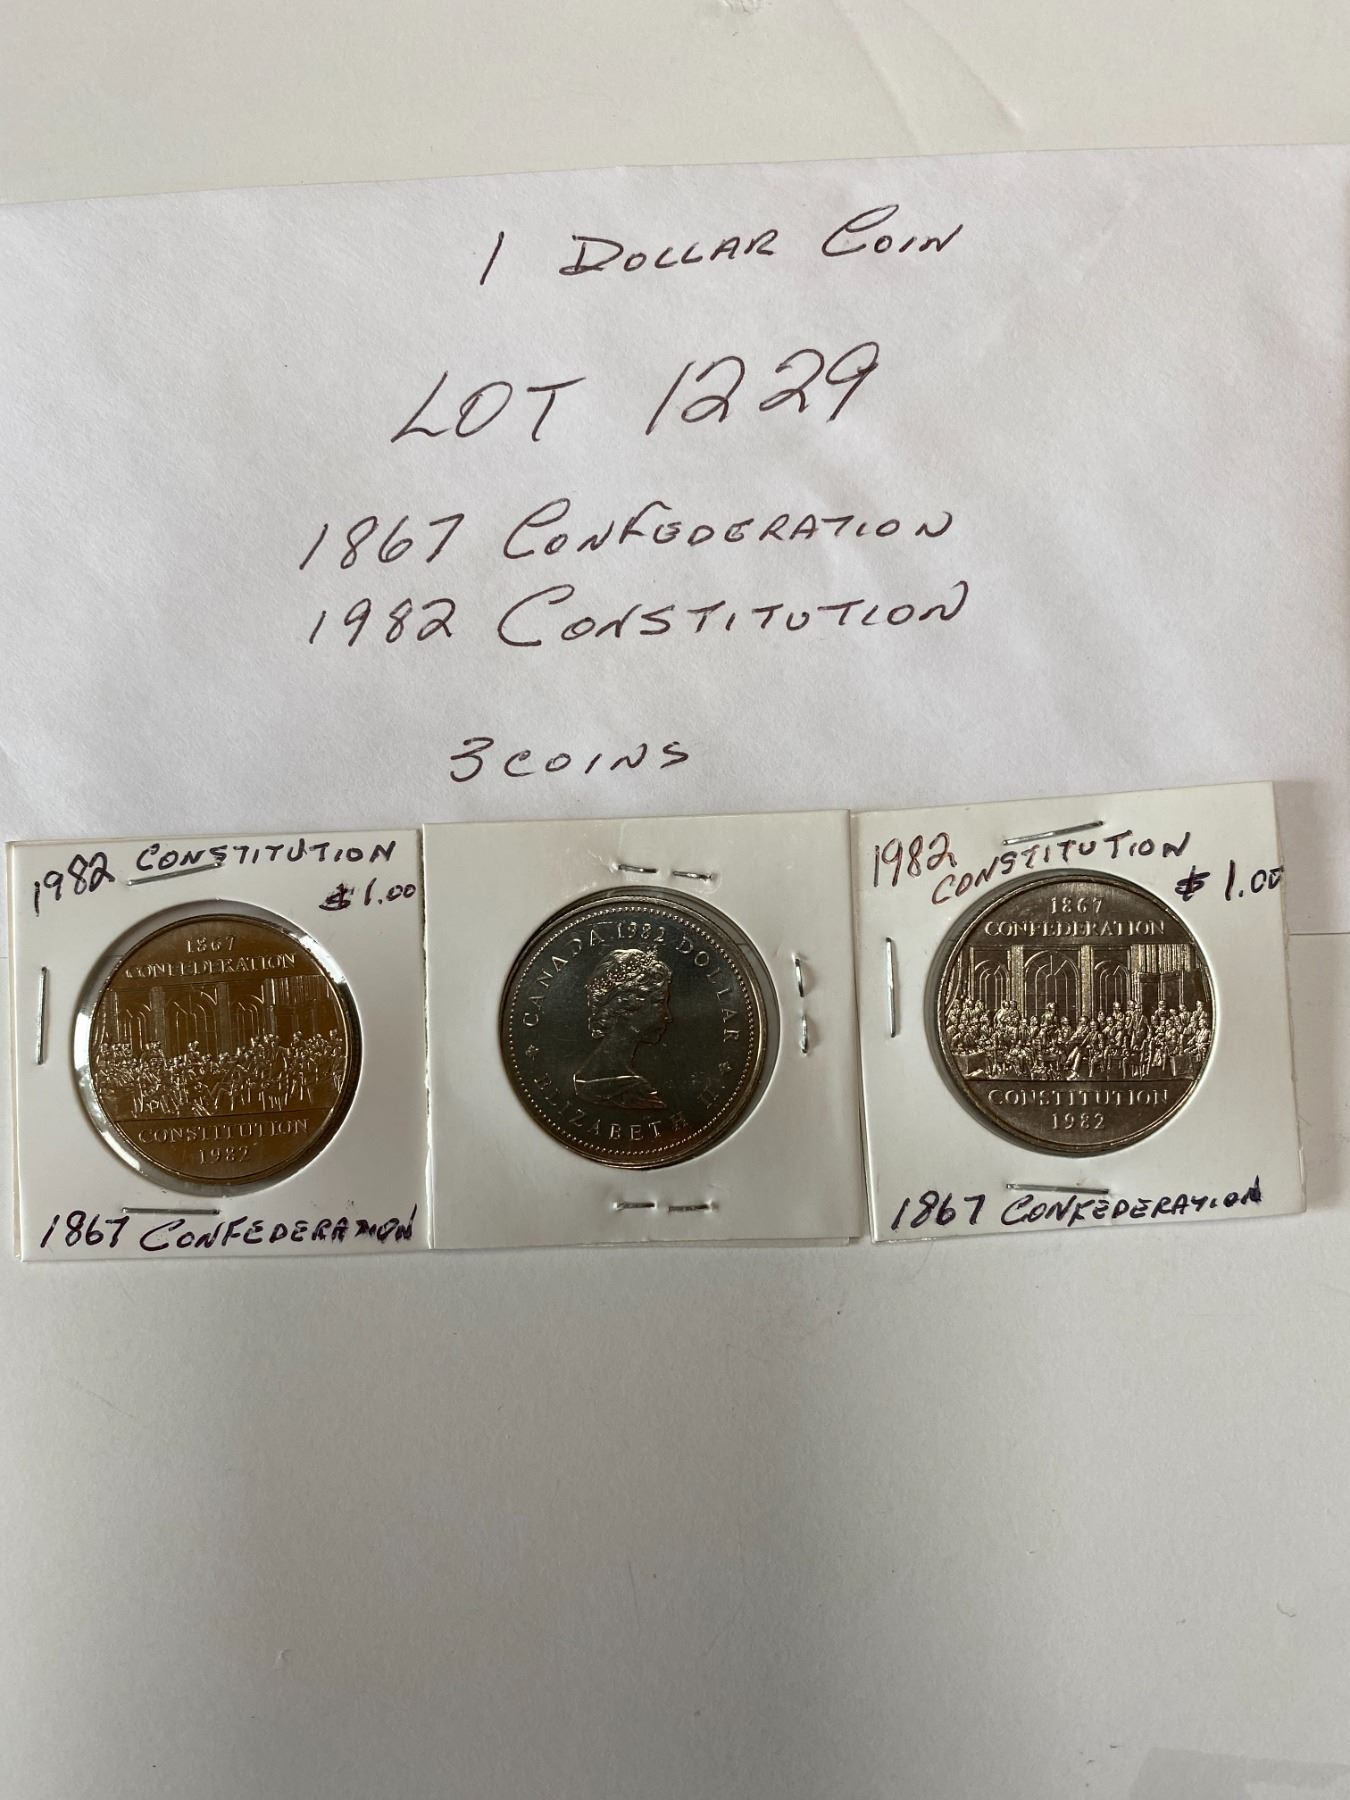 1 DOLLAR COIN
LOT 1229
1867 CONFEDERATION
1982 CONSTITUTION
3 COINS
1982 CONSTITUTION
$1.00
1867
CONFEDERATION
CONSTITUTION
1982
1867 CONFEDERATION
CANADA 1982 DOLLAR
ELIZABETH II
1982 CONSTITUTION
$1.00
1867
CONFEDERATION
CONSTITUTION
1982
1867 CONFEDERATION